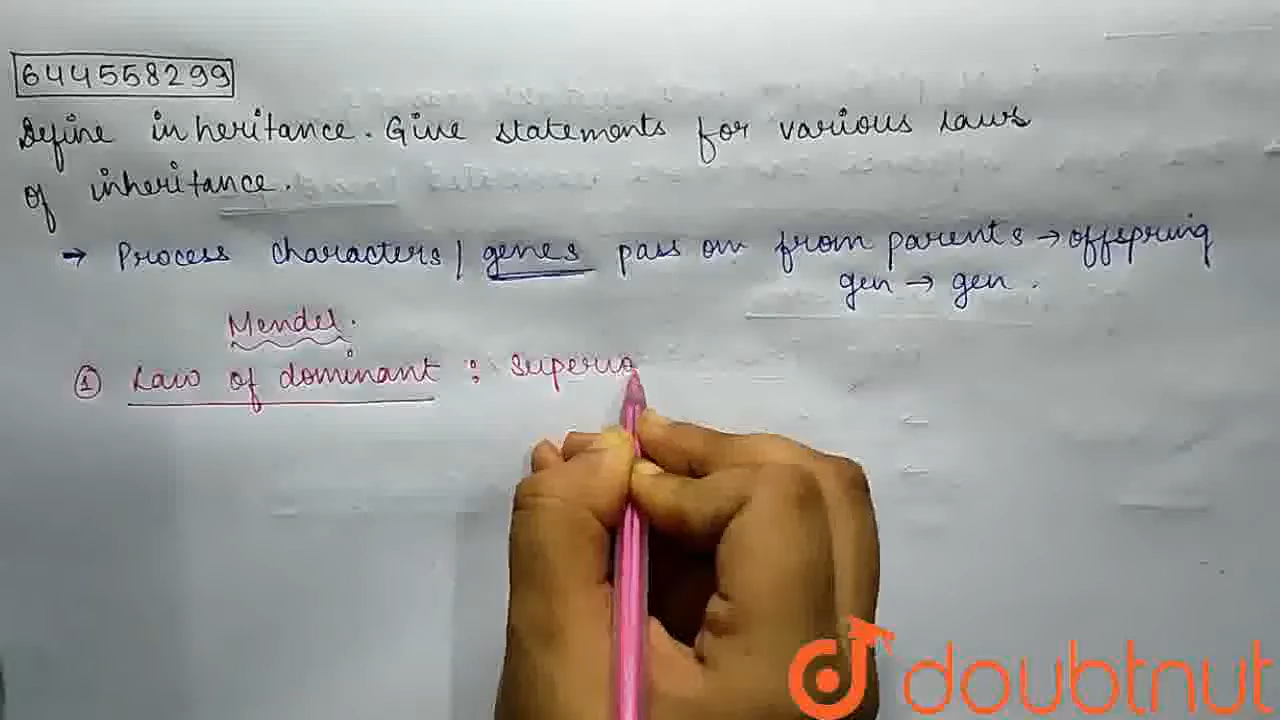 644558299
Define inheritance. Give statements for various laws
of inheritance.
→ Process characters / genes pass on from parents → offspring
gen → gen.
Mendel.
① Law of dominant : superio
doubtnut